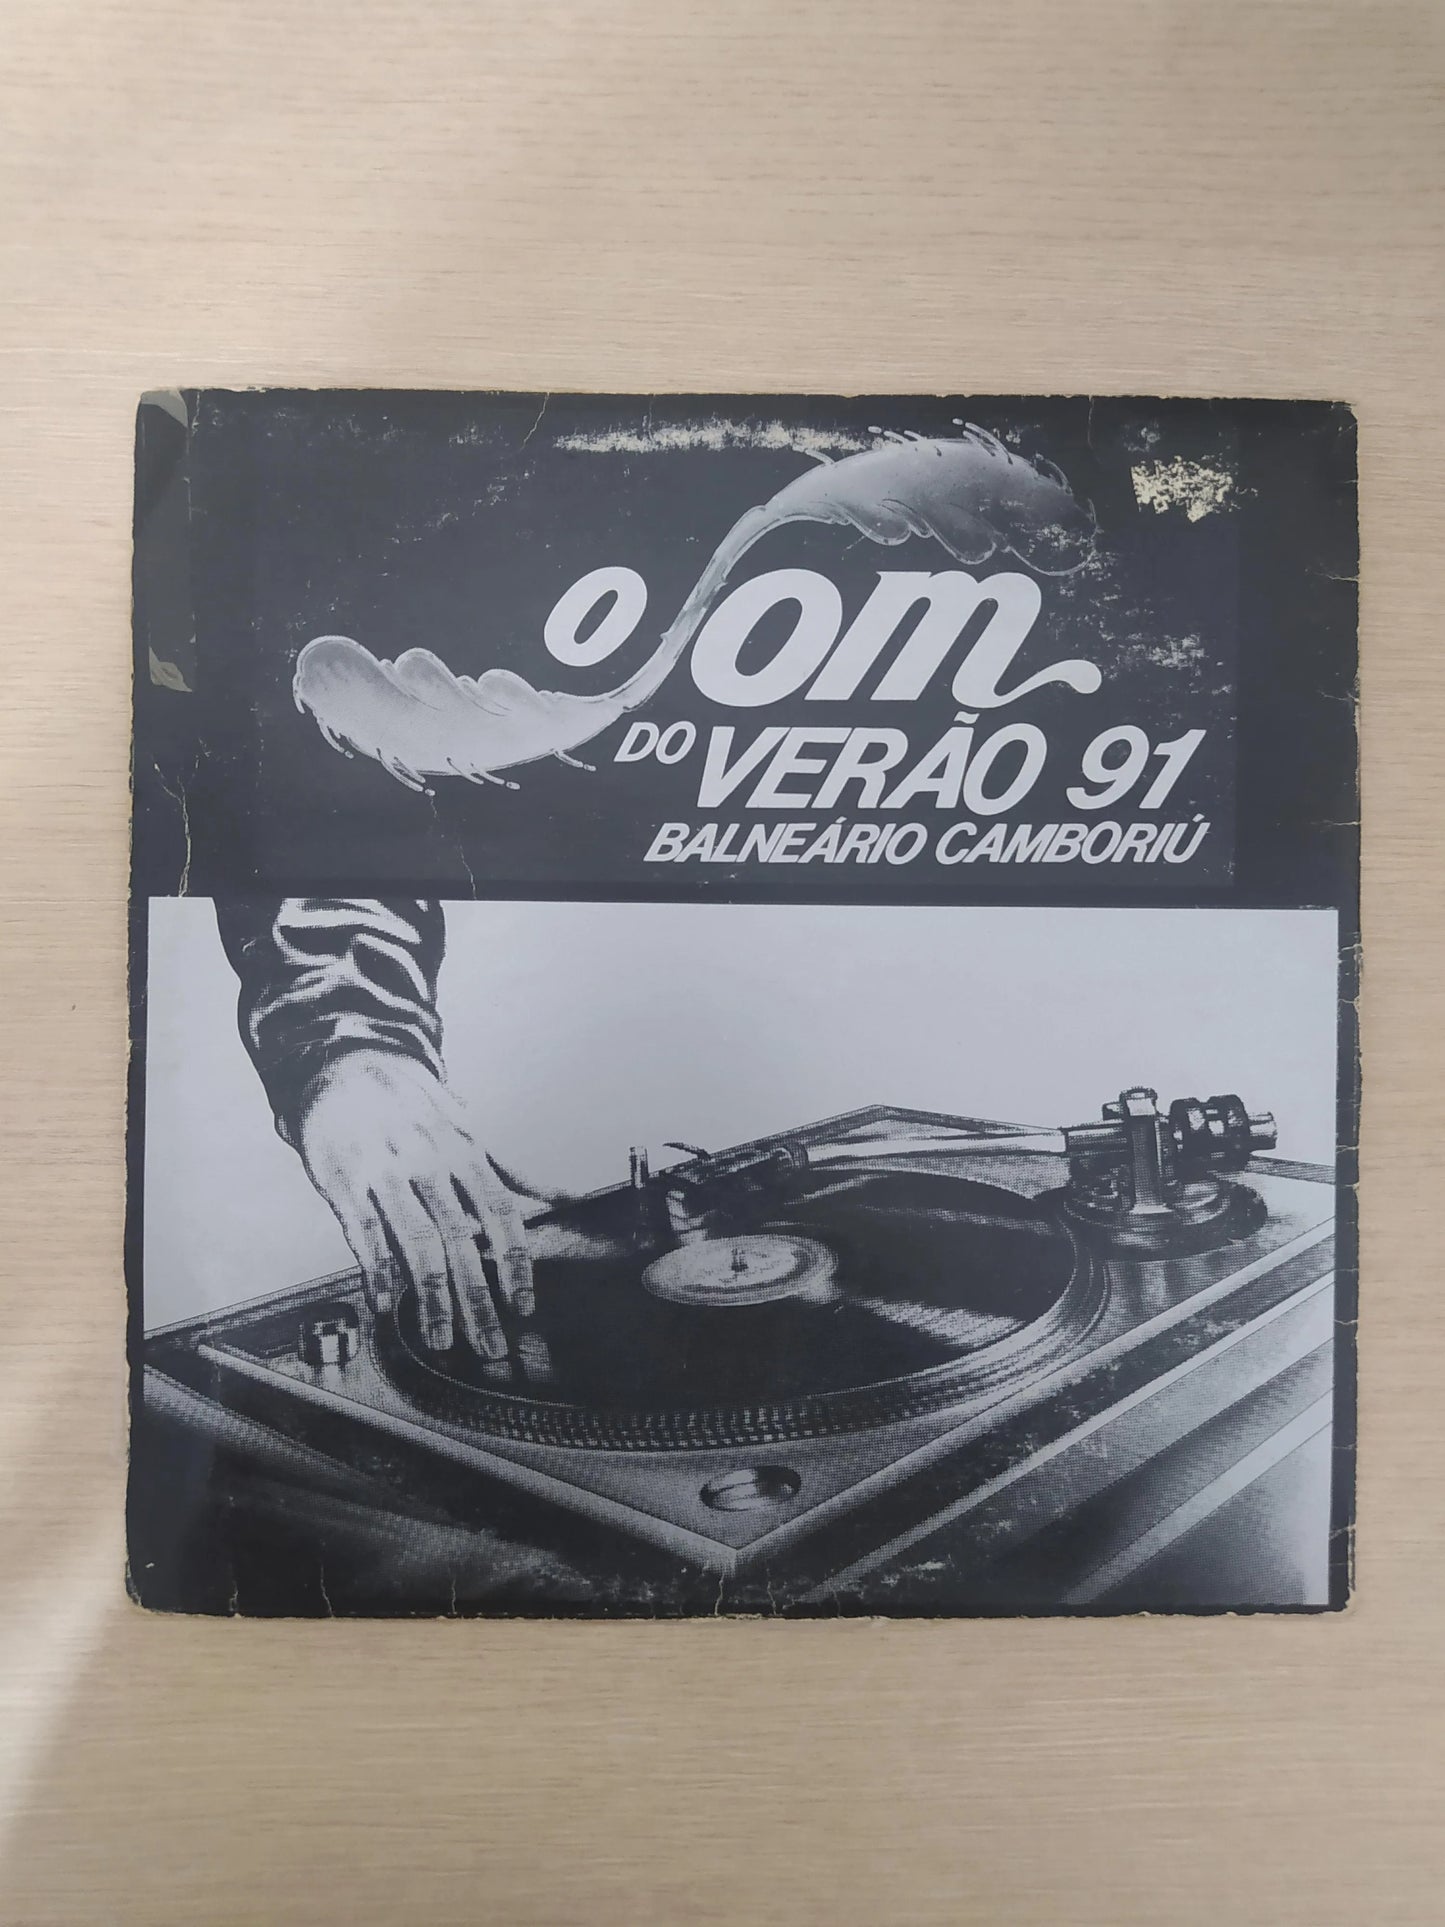 O Som
DO VERÃO 91
BALNEÁRIO CAMBORIÚ